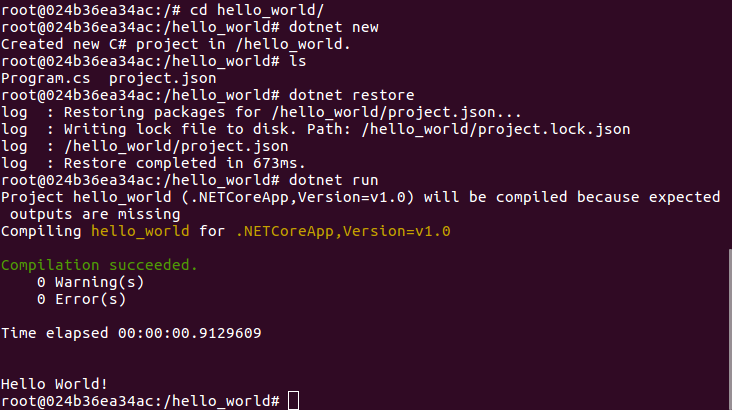 root@024b36ea34ac:/# cd hello_world/
root@024b36ea34ac:/hello_world# dotnet new
Created new C# project in /hello_world.
root@024b36ea34ac:/hello_world# ls
Program.cs  project.json
root@024b36ea34ac:/hello_world# dotnet restore
log  : Restoring packages for /hello_world/project.json...
log  : Writing lock file to disk. Path: /hello_world/project.lock.json
log  : /hello_world/project.json
log  : Restore completed in 673ms.
root@024b36ea34ac:/hello_world# dotnet run
Project hello_world (.NETCoreApp,Version=v1.0) will be compiled because expected
 outputs are missing
Compiling hello_world for .NETCoreApp,Version=v1.0
Compilation succeeded.
    0 Warning(s)
    0 Error(s)
Time elapsed 00:00:00.9129609
Hello World!
root@024b36ea34ac:/hello_world#